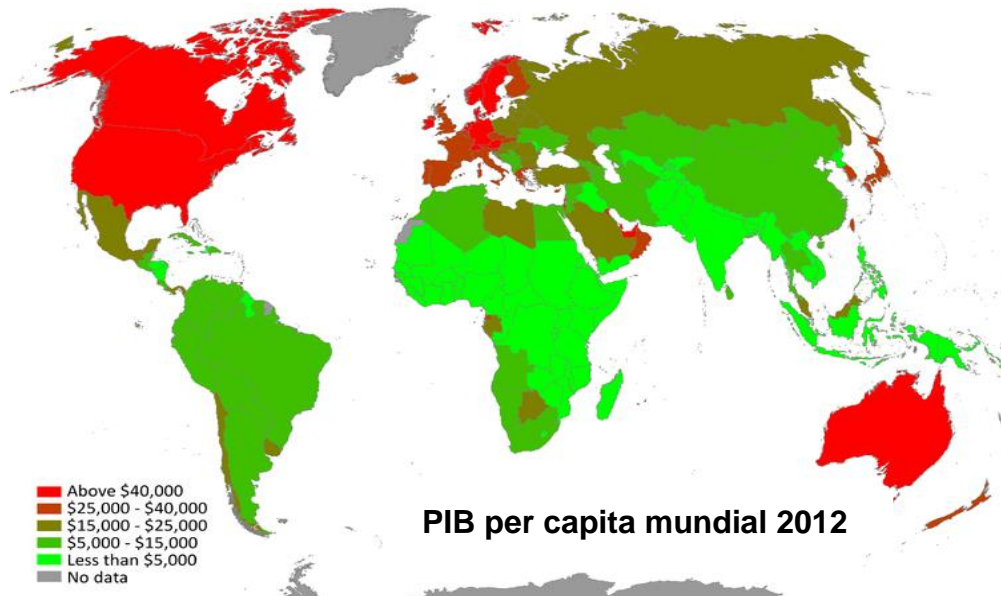 Above $40,000
$25,000 - $40,000
$15,000 - $25,000
$5,000 - $15,000
Less than $5,000
No data
PIB per capita mundial 2012